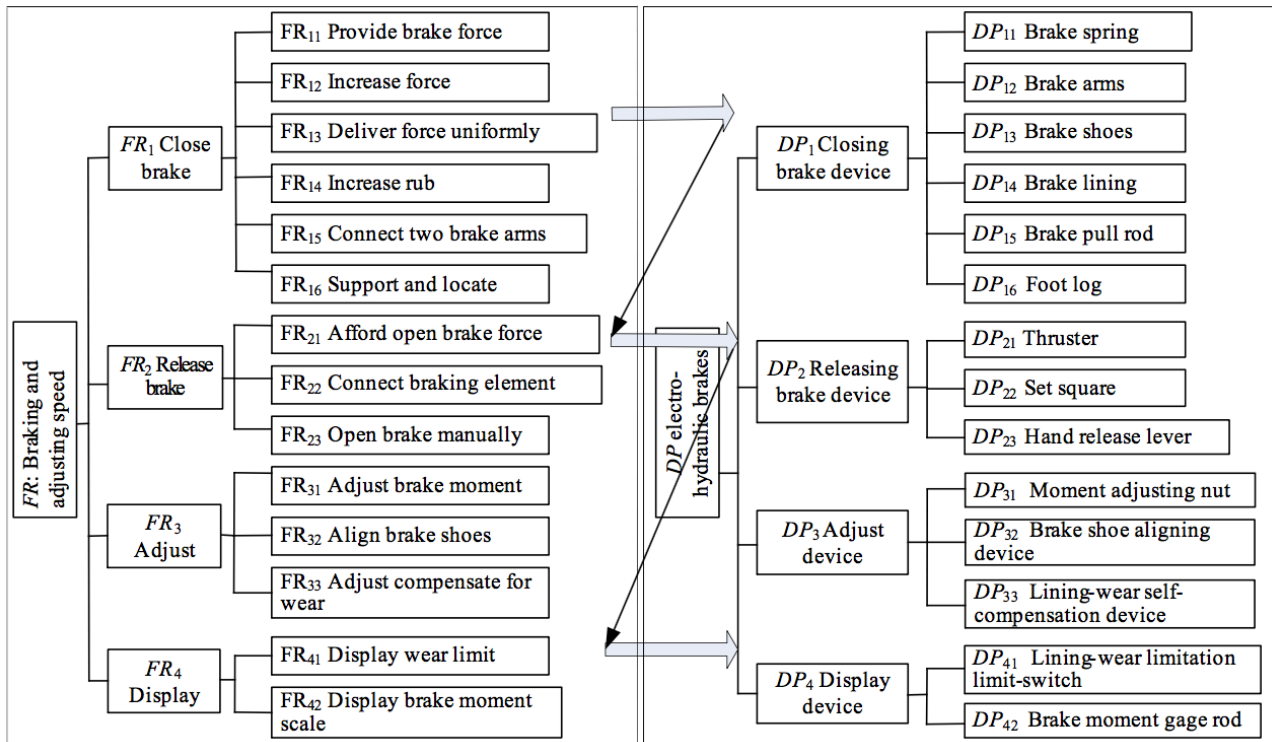 FR: Braking and
adjusting speed
FR1 Close
brake
FR11 Provide brake force
FR12 Increase force
FR13 Deliver force uniformly
FR14 Increase rub
FR15 Connect two brake arms
FR16 Support and locate
FR2 Release
brake
FR21 Afford open brake force
FR22 Connect braking element
FR23 Open brake manually
FR3
Adjust
FR31 Adjust brake moment
FR32 Align brake shoes
FR33 Adjust compensate for
wear
FR4
Display
FR41 Display wear limit
FR42 Display brake moment
scale
DP electro-
hydraulic brakes
DP1 Closing
brake device
DP11 Brake spring
DP12 Brake arms
DP13 Brake shoes
DP14 Brake lining
DP15 Brake pull rod
DP16 Foot log
DP2 Releasing
brake device
DP21 Thruster
DP22 Set square
DP23 Hand release lever
DP3 Adjust
device
DP31 Moment adjusting nut
DP32 Brake shoe aligning
device
DP33 Lining-wear self-
compensation device
DP4 Display
device
DP41 Lining-wear limitation
limit-switch
DP42 Brake moment gage rod